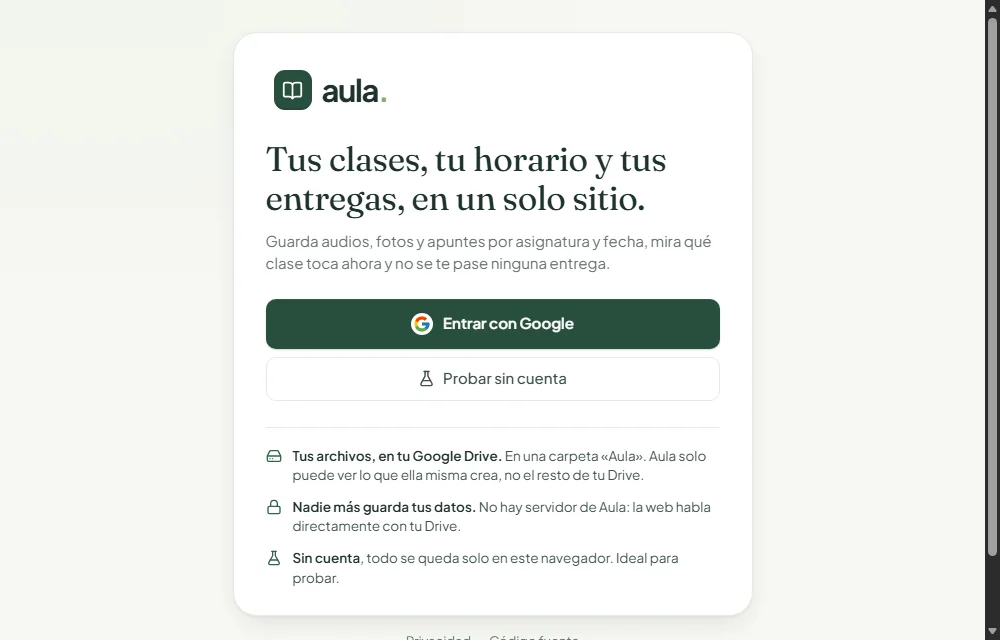 aula.
Tus clases, tu horario y tus
entregas, en un solo sitio.
Guarda audios, fotos y apuntes por asignatura y fecha, mira qué
clase toca ahora y no se te pase ninguna entrega.
Entrar con Google
Probar sin cuenta
Tus archivos, en tu Google Drive. En una carpeta «Aula». Aula solo
puede ver lo que ella misma crea, no el resto de tu Drive.
Nadie más guarda tus datos. No hay servidor de Aula: la web habla
directamente con tu Drive.
Sin cuenta, todo se queda solo en este navegador. Ideal para
probar.
Privacidad Código fuente